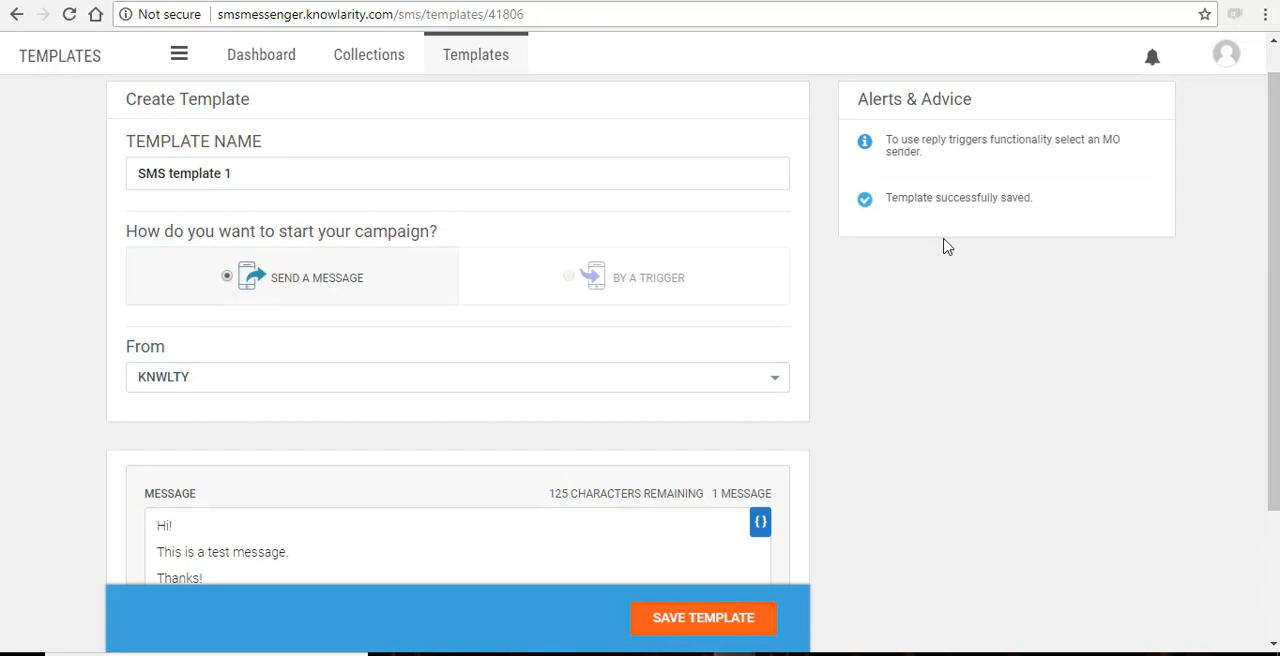 Not secure smsmessenger.knowlarity.com/sms/templates/41806
TEMPLATES Dashboard Collections Templates
Create Template
TEMPLATE NAME
SMS template 1
How do you want to start your campaign?
SEND A MESSAGE BY A TRIGGER
From
KNWLTY
MESSAGE 125 CHARACTERS REMAINING 1 MESSAGE
Hi!
{}
This is a test message.
Thanks!
SAVE TEMPLATE
Alerts & Advice
To use reply triggers functionality select an MO
sender.
Template successfully saved.